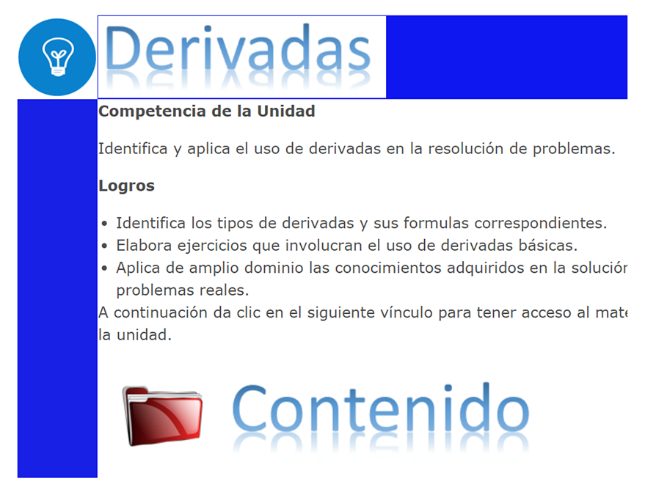 Derivadas
Competencia de la Unidad
Identifica y aplica el uso de derivadas en la resolución de problemas.
Logros
• Identifica los tipos de derivadas y sus formulas correspondientes.
• Elabora ejercicios que involucran el uso de derivadas básicas.
• Aplica de amplio dominio las conocimientos adquiridos en la solución
problemas reales.
A continuación da clic en el siguiente vínculo para tener acceso al mate
la unidad.
Contenido